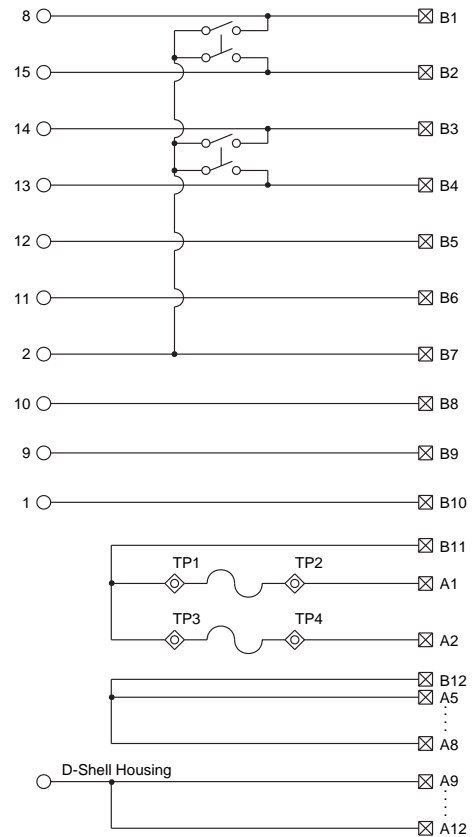 8 B1
15 B2
14 B3
13 B4
12 B5
11 B6
2 B7
10 B8
9 B9
1 B10
B11
TP1 TP2
A1
TP3 TP4
A2
B12
A5
A8
D-Shell Housing
A9
A12